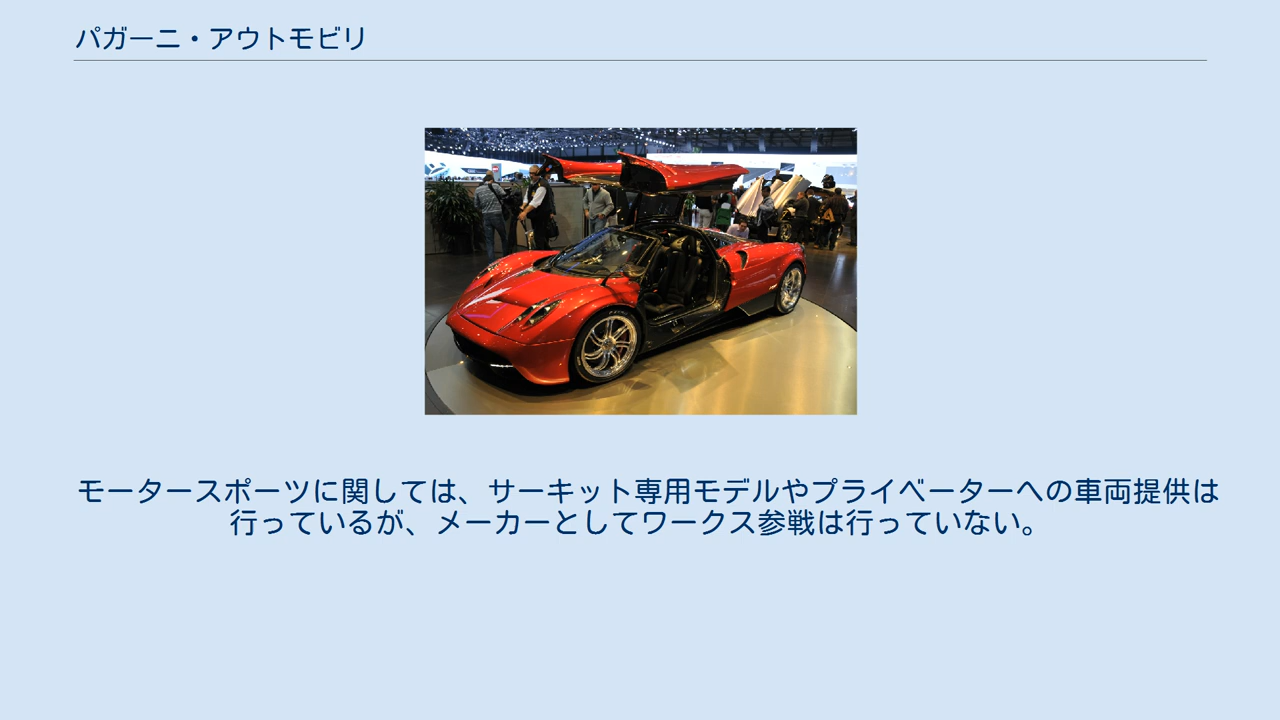 パガーニ・アウトモビリ
モータースポーツに関しては、サーキット専用モデルやプライベーターへの車両提供は
行っているが、メーカーとしてワークス参戦は行っていない。